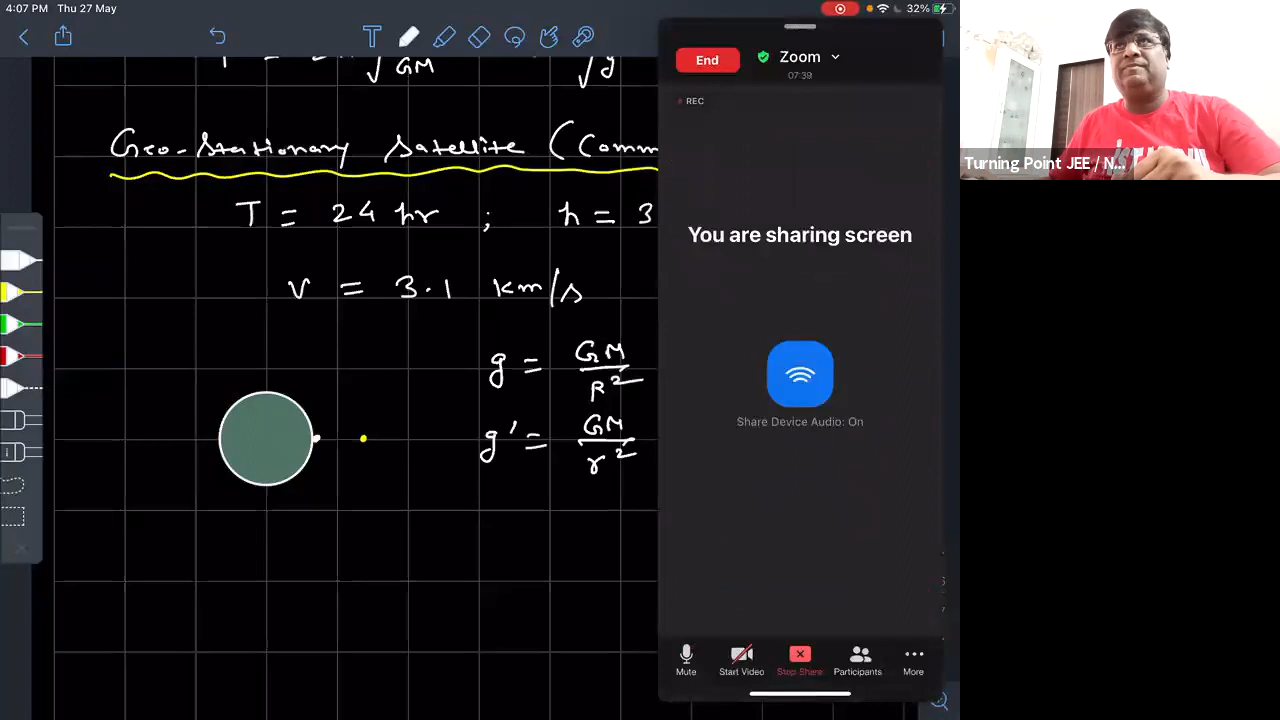 4:07 PM Thu 27 May
32%
T
GM
g
Geo-Stationary Satellite (Comm
T = 24 hr ; h = 3
v = 3.1 km/s
g = GM
R²
g' = GM
r²
End
Zoom
07:39
REC
You are sharing screen
Share Device Audio: On
Mute
Start Video
Stop Share
Participants
More
Turning Point JEE / N...